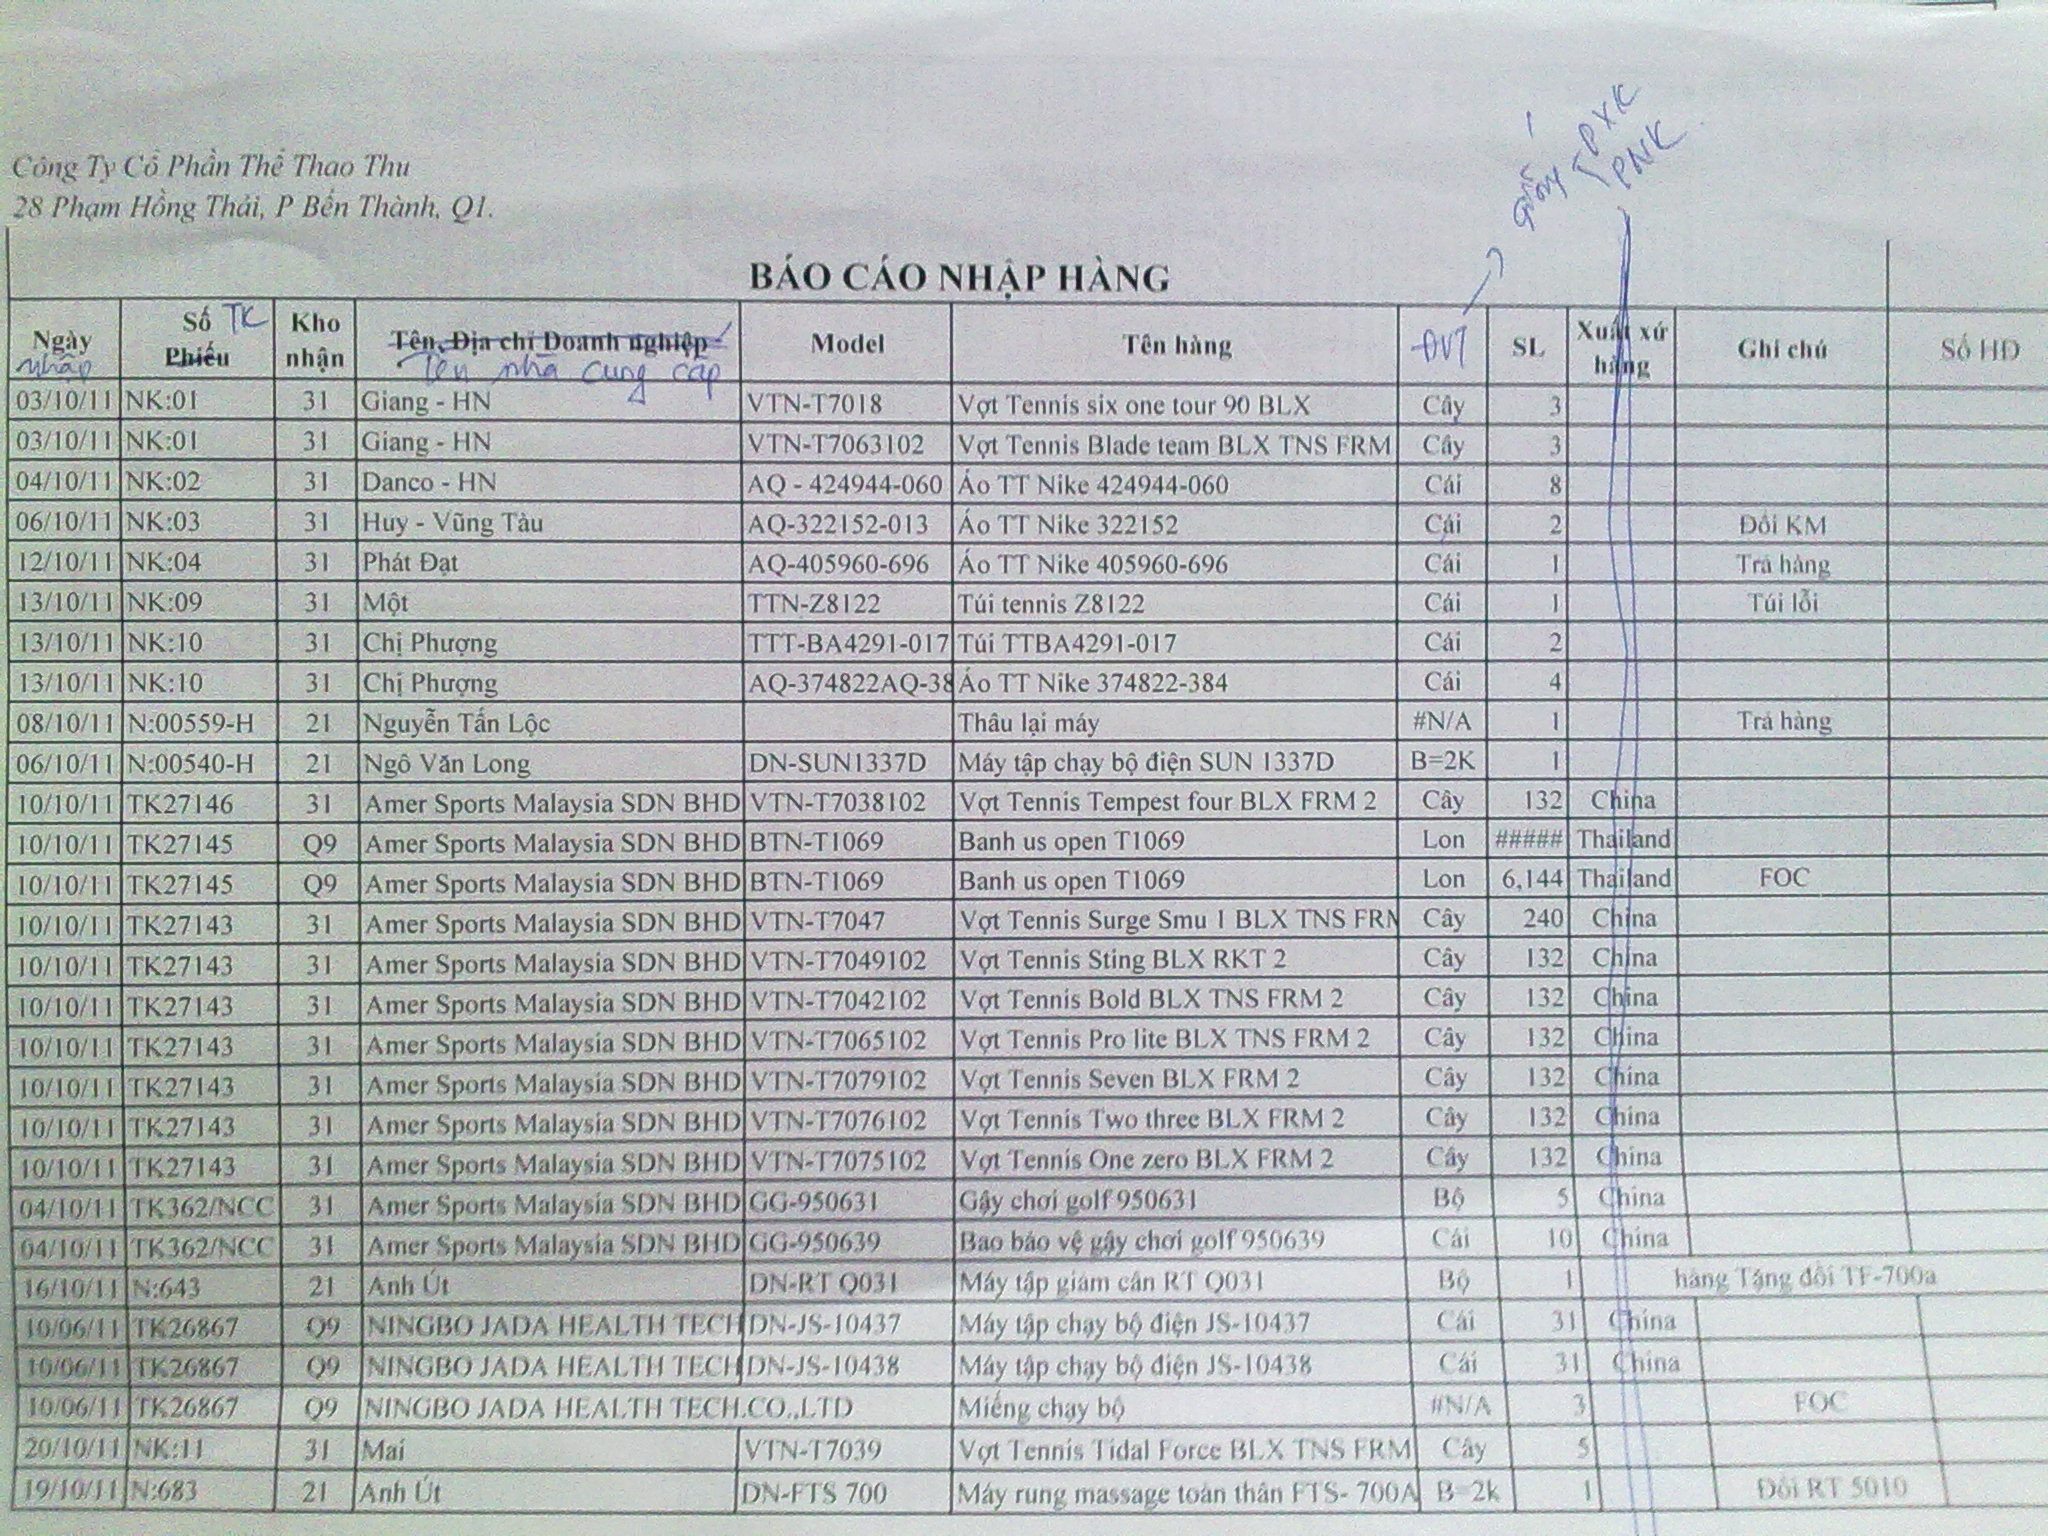 giống PXK
PNK
Công Ty Cổ Phần Thể Thao Thu
28 Phạm Hồng Thái, P Bến Thành, Q1.
BÁO CÁO NHẬP HÀNG
Ngày nhập Số Phiếu TK Kho nhận Tên, Địa chỉ Doanh nghiệp Tên nhà cung cấp Model Tên hàng ĐVT SL Xuất xứ hàng Ghi chú Số HĐ
03/10/11 NK:01 31 Giang - HN VTN-T7018 Vợt Tennis six one tour 90 BLX Cây 3
03/10/11 NK:01 31 Giang - HN VTN-T7063102 Vợt Tennis Blade team BLX TNS FRM Cây 3
04/10/11 NK:02 31 Danco - HN AQ - 424944-060 Áo TT Nike 424944-060 Cái 8
06/10/11 NK:03 31 Huy - Vũng Tàu AQ-322152-013 Áo TT Nike 322152 Cái 2 Đổi KM
12/10/11 NK:04 31 Phát Đạt AQ-405960-696 Áo TT Nike 405960-696 Cái 1 Trả hàng
13/10/11 NK:09 31 Một TTN-Z8122 Túi tennis Z8122 Cái 1 Túi lỗi
13/10/11 NK:10 31 Chị Phượng TTT-BA4291-017 Túi TTBA4291-017 Cái 2
13/10/11 NK:10 31 Chị Phượng AQ-374822AQ-38 Áo TT Nike 374822-384 Cái 4
08/10/11 N:00559-H 21 Nguyễn Tấn Lộc Thâu lại máy #N/A 1 Trả hàng
06/10/11 N:00540-H 21 Ngô Văn Long DN-SUN1337D Máy tập chạy bộ điện SUN 1337D B=2K 1
10/10/11 TK27146 31 Amer Sports Malaysia SDN BHD VTN-T7038102 Vợt Tennis Tempest four BLX FRM 2 Cây 132 China
10/10/11 TK27145 Q9 Amer Sports Malaysia SDN BHD BTN-T1069 Banh us open T1069 Lon ##### Thailand
10/10/11 TK27145 Q9 Amer Sports Malaysia SDN BHD BTN-T1069 Banh us open T1069 Lon 6,144 Thailand FOC
10/10/11 TK27143 31 Amer Sports Malaysia SDN BHD VTN-T7047 Vợt Tennis Surge Smu 1 BLX TNS FRM Cây 240 China
10/10/11 TK27143 31 Amer Sports Malaysia SDN BHD VTN-T7049102 Vợt Tennis Sting BLX RKT 2 Cây 132 China
10/10/11 TK27143 31 Amer Sports Malaysia SDN BHD VTN-T7042102 Vợt Tennis Bold BLX TNS FRM 2 Cây 132 China
10/10/11 TK27143 31 Amer Sports Malaysia SDN BHD VTN-T7065102 Vợt Tennis Pro lite BLX TNS FRM 2 Cây 132 China
10/10/11 TK27143 31 Amer Sports Malaysia SDN BHD VTN-T7079102 Vợt Tennis Seven BLX FRM 2 Cây 132 China
10/10/11 TK27143 31 Amer Sports Malaysia SDN BHD VTN-T7076102 Vợt Tennis Two three BLX FRM 2 Cây 132 China
10/10/11 TK27143 31 Amer Sports Malaysia SDN BHD VTN-T7075102 Vợt Tennis One zero BLX FRM 2 Cây 132 China
04/10/11 TK362/NCC 31 Amer Sports Malaysia SDN BHD GG-950631 Gậy chơi golf 950631 Bộ 5 China
04/10/11 TK362/NCC 31 Amer Sports Malaysia SDN BHD GG-950639 Bao bảo vệ gậy chơi golf 950639 Cái 10 China
16/10/11 N:643 21 Anh Út DN-RT Q031 Máy tập giảm cân RT Q031 Bộ 1 hàng Tặng đổi TF-700a
10/06/11 TK26867 Q9 NINGBO JADA HEALTH TECH DN-JS-10437 Máy tập chạy bộ điện JS-10437 Cái 31 China
10/06/11 TK26867 Q9 NINGBO JADA HEALTH TECH DN-JS-10438 Máy tập chạy bộ điện JS-10438 Cái 31 China
10/06/11 TK26867 Q9 NINGBO JADA HEALTH TECH.CO.,LTD Miếng chạy bộ #N/A 3 FOC
20/10/11 NK:11 31 Mai VTN-T7039 Vợt Tennis Tidal Force BLX TNS FRM Cây 5
19/10/11 N:683 21 Anh Út DN-FTS 700 Máy rung massage toàn thân FTS- 700A B=2k 1 Đổi RT 5010